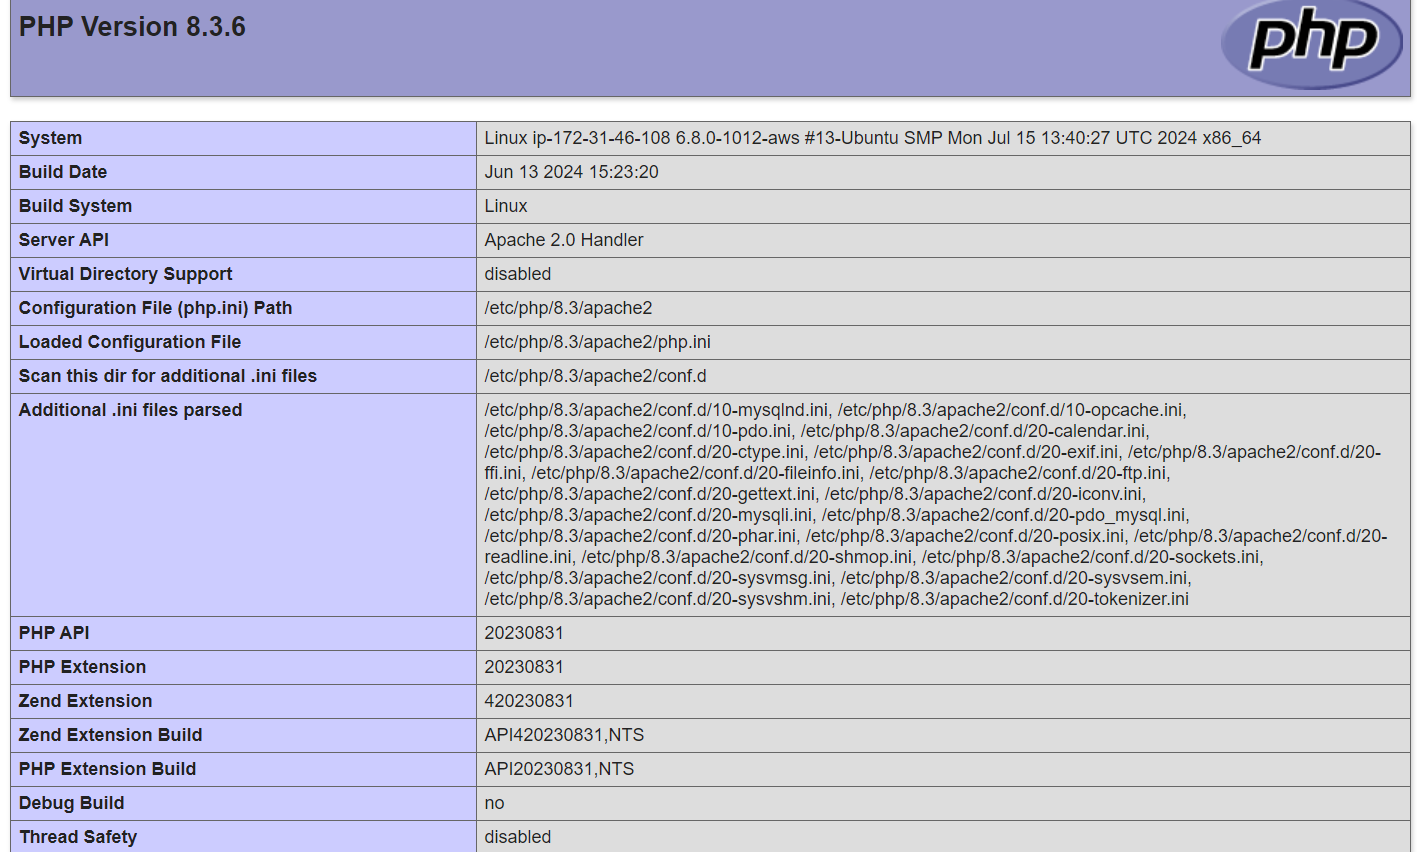 PHP Version 8.3.6
php
System Linux ip-172-31-46-108 6.8.0-1012-aws #13-Ubuntu SMP Mon Jul 15 13:40:27 UTC 2024 x86_64
Build Date Jun 13 2024 15:23:20
Build System Linux
Server API Apache 2.0 Handler
Virtual Directory Support disabled
Configuration File (php.ini) Path /etc/php/8.3/apache2
Loaded Configuration File /etc/php/8.3/apache2/php.ini
Scan this dir for additional .ini files /etc/php/8.3/apache2/conf.d
Additional .ini files parsed /etc/php/8.3/apache2/conf.d/10-mysqlnd.ini, /etc/php/8.3/apache2/conf.d/10-opcache.ini,
/etc/php/8.3/apache2/conf.d/10-pdo.ini, /etc/php/8.3/apache2/conf.d/20-calendar.ini,
/etc/php/8.3/apache2/conf.d/20-ctype.ini, /etc/php/8.3/apache2/conf.d/20-exif.ini, /etc/php/8.3/apache2/conf.d/20-
ffi.ini, /etc/php/8.3/apache2/conf.d/20-fileinfo.ini, /etc/php/8.3/apache2/conf.d/20-ftp.ini,
/etc/php/8.3/apache2/conf.d/20-gettext.ini, /etc/php/8.3/apache2/conf.d/20-iconv.ini,
/etc/php/8.3/apache2/conf.d/20-mysqli.ini, /etc/php/8.3/apache2/conf.d/20-pdo_mysql.ini,
/etc/php/8.3/apache2/conf.d/20-phar.ini, /etc/php/8.3/apache2/conf.d/20-posix.ini, /etc/php/8.3/apache2/conf.d/20-
readline.ini, /etc/php/8.3/apache2/conf.d/20-shmop.ini, /etc/php/8.3/apache2/conf.d/20-sockets.ini,
/etc/php/8.3/apache2/conf.d/20-sysvmsg.ini, /etc/php/8.3/apache2/conf.d/20-sysvsem.ini,
/etc/php/8.3/apache2/conf.d/20-sysvshm.ini, /etc/php/8.3/apache2/conf.d/20-tokenizer.ini
PHP API 20230831
PHP Extension 20230831
Zend Extension 420230831
Zend Extension Build API420230831,NTS
PHP Extension Build API20230831,NTS
Debug Build no
Thread Safety disabled